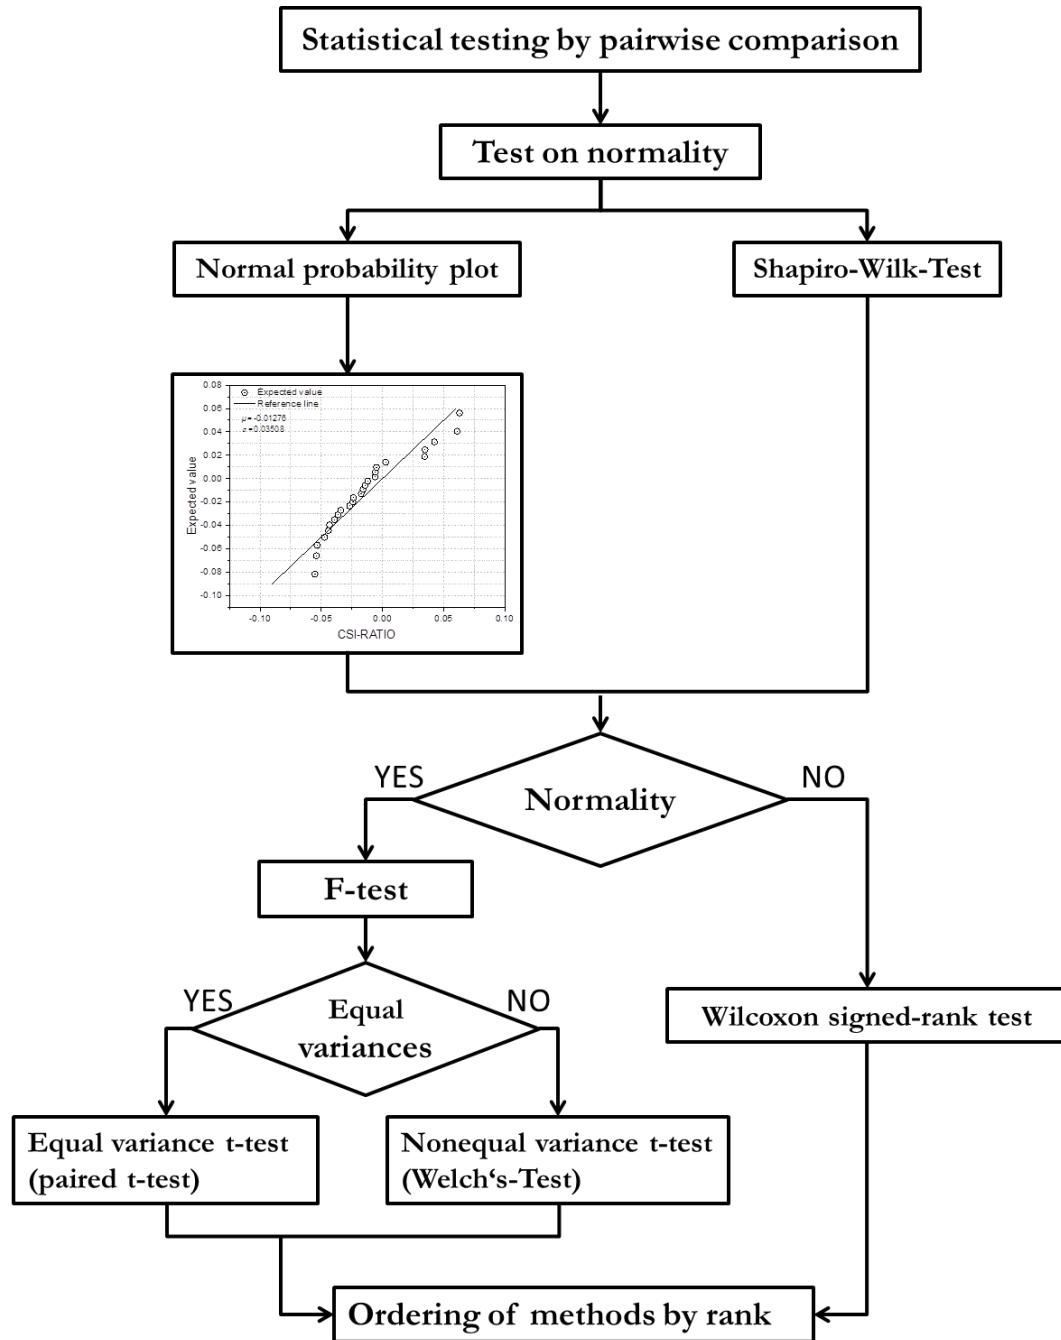 Statistical testing by pairwise comparison
Test on normality
Normal probability plot
Shapiro-Wilk-Test
Expected value
Reference line
μ= -0.01276
σ=0.03508
0.08
0.06
0.04
0.02
0.00
-0.02
-0.04
-0.06
-0.08
-0.10
Expected value
-0.10
-0.05
0.00
0.05
0.10
CSI-RATIO
YES
NO
Normality
F-test
YES
NO
Equal
variances
Wilcoxon signed-rank test
Equal variance t-test
(paired t-test)
Nonequal variance t-test
(Welch‘s-Test)
Ordering of methods by rank